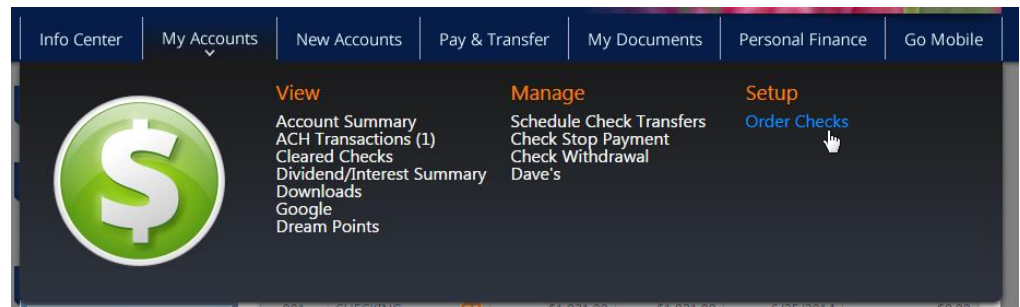 Info Center
My Accounts
New Accounts
Pay & Transfer
My Documents
Personal Finance
Go Mobile
View
Account Summary
ACH Transactions (1)
Cleared Checks
Dividend/Interest Summary
Downloads
Google
Dream Points
Manage
Schedule Check Transfers
Check Stop Payment
Check Withdrawal
Dave's
Setup
Order Checks
$